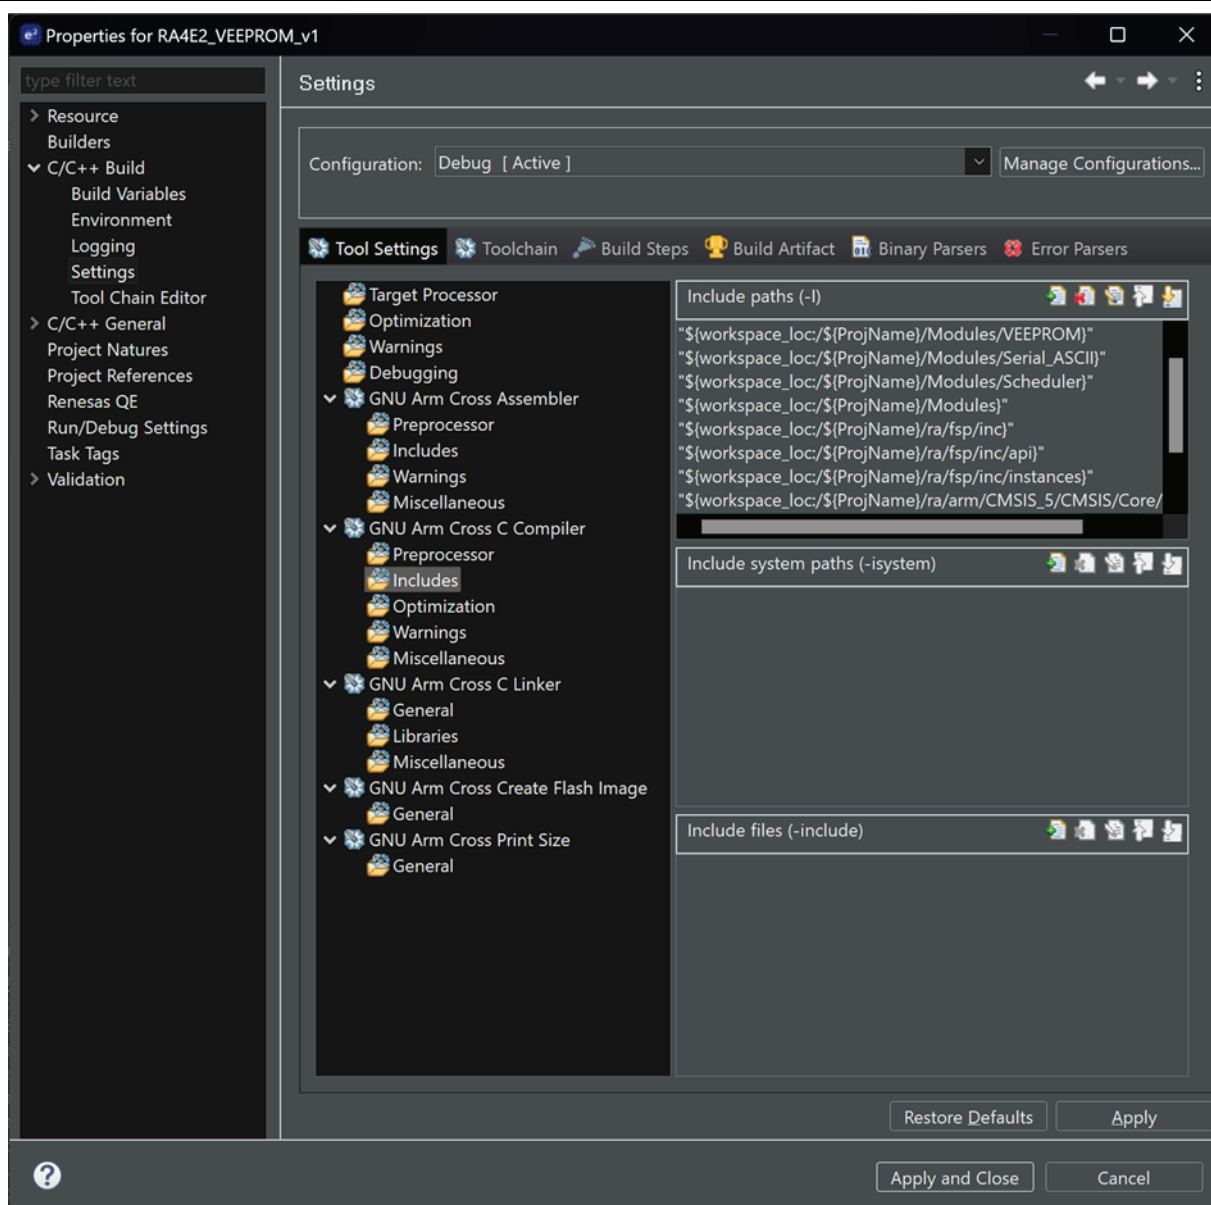 Properties for RA4E2_VEEPROM_v1
type filter text
Resource
Builders
C/C++ Build
Build Variables
Environment
Logging
Settings
Tool Chain Editor
C/C++ General
Project Natures
Project References
Renesas QE
Run/Debug Settings
Task Tags
Validation
Settings
Configuration: Debug [ Active ]
Manage Configurations...
Tool Settings
Toolchain
Build Steps
Build Artifact
Binary Parsers
Error Parsers
Target Processor
Optimization
Warnings
Debugging
GNU Arm Cross Assembler
Preprocessor
Includes
Warnings
Miscellaneous
GNU Arm Cross C Compiler
Preprocessor
Includes
Optimization
Warnings
Miscellaneous
GNU Arm Cross C Linker
General
Libraries
Miscellaneous
GNU Arm Cross Create Flash Image
General
GNU Arm Cross Print Size
General
Include paths (-I)
"${workspace_loc:/${ProjName}/Modules/VEEPROM}"
"${workspace_loc:/${ProjName}/Modules/Serial_ASCII}"
"${workspace_loc:/${ProjName}/Modules/Scheduler}"
"${workspace_loc:/${ProjName}/Modules}"
"${workspace_loc:/${ProjName}/ra/fsp/inc}"
"${workspace_loc:/${ProjName}/ra/fsp/inc/api}"
"${workspace_loc:/${ProjName}/ra/fsp/inc/instances}"
"${workspace_loc:/${ProjName}/ra/arm/CMSIS_5/CMSIS/Core/
Include system paths (-isystem)
Include files (-include)
Restore Defaults
Apply
Apply and Close
Cancel